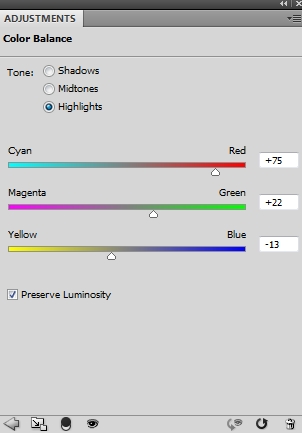 ADJUSTMENTS
Color Balance
Tone: Shadows
Midtones
Highlights
Cyan Red +75
Magenta Green +22
Yellow Blue -13
Preserve Luminosity